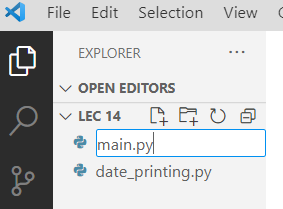 File
Edit
Selection
View
EXPLORER
OPEN EDITORS
LEC 14
main.py
date_printing.py